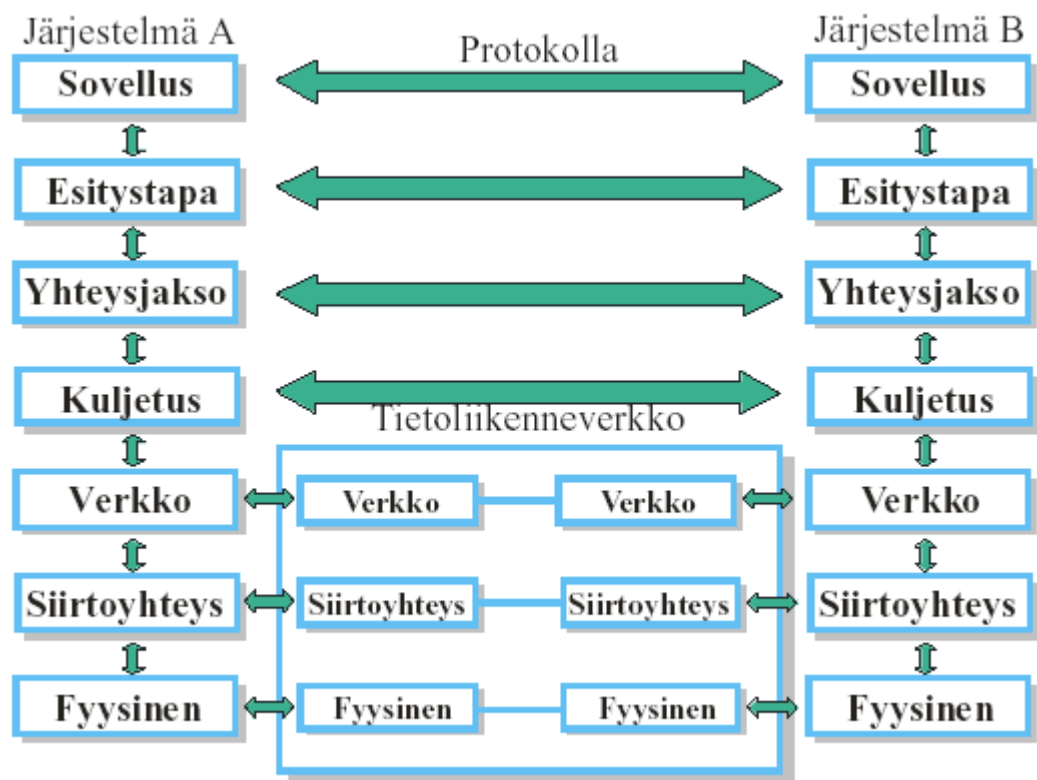 Järjestelmä A
Protokolla
Järjestelmä B
Sovellus
Sovellus
Esitystapa
Esitystapa
Yhteysjakso
Yhteysjakso
Kuljetus
Kuljetus
Tietoliikenneverkko
Verkko
Verkko
Verkko
Verkko
Siirtoyhteys
Siirtoyhteys
Siirtoyhteys
Siirtoyhteys
Fyysinen
Fyysinen
Fyysinen
Fyysinen